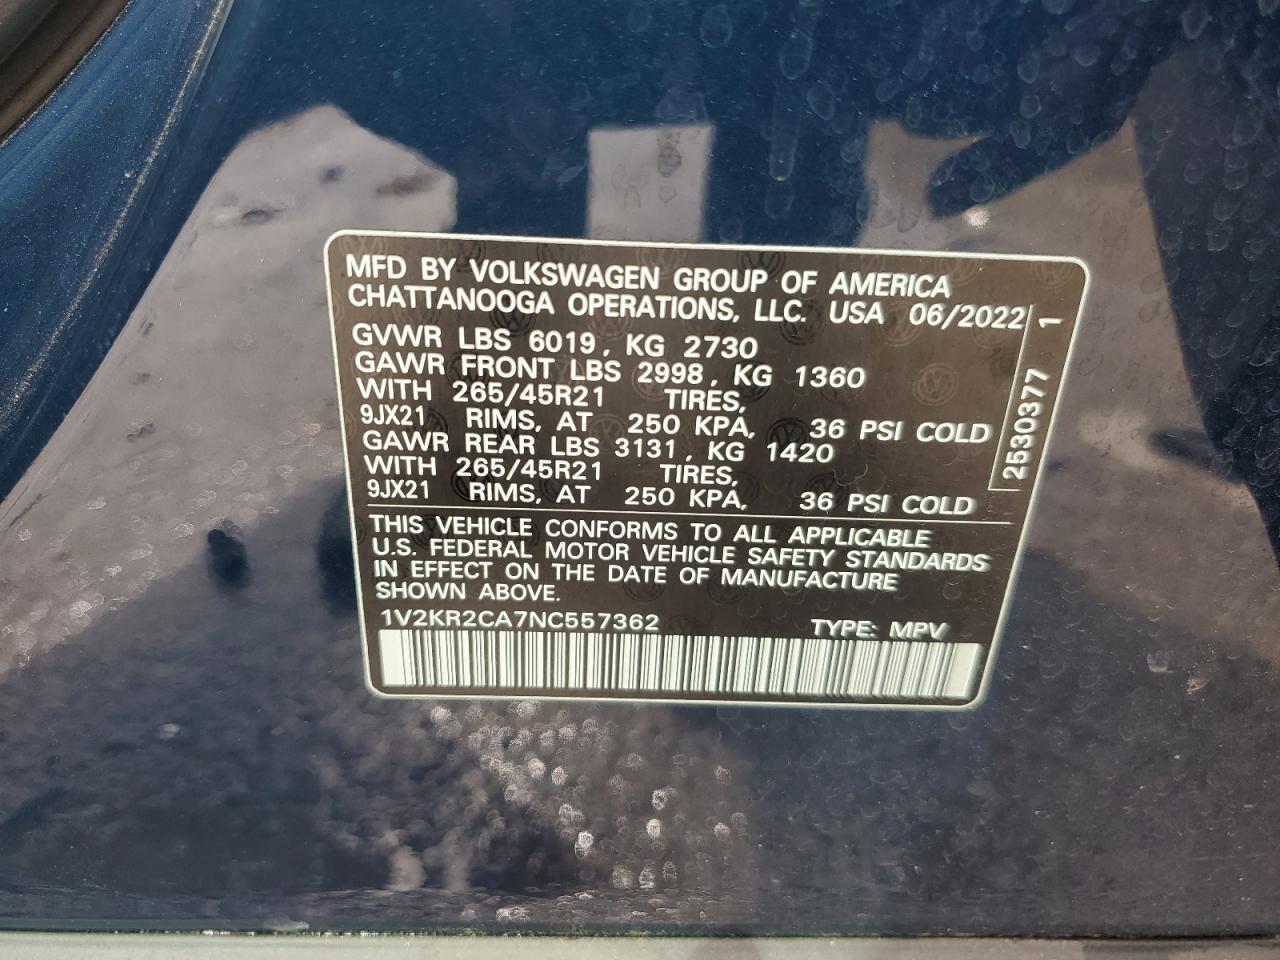 MFD BY VOLKSWAGEN GROUP OF AMERICA
CHATTANOOGA OPERATIONS, LLC. USA 06/2022
GVWR LBS 6019, KG 2730
GAWR FRONT LBS 2998, KG 1360
WITH 265/45R21 TIRES,
9JX21 RIMS, AT 250 KPA, 36 PSI COLD
GAWR REAR LBS 3131, KG 1420
WITH 265/45R21 TIRES,
9JX21 RIMS, AT 250 KPA, 36 PSI COLD
2530377 1
THIS VEHICLE CONFORMS TO ALL APPLICABLE
U.S. FEDERAL MOTOR VEHICLE SAFETY STANDARDS
IN EFFECT ON THE DATE OF MANUFACTURE
SHOWN ABOVE.
1V2KR2CA7NC557362 TYPE: MPV